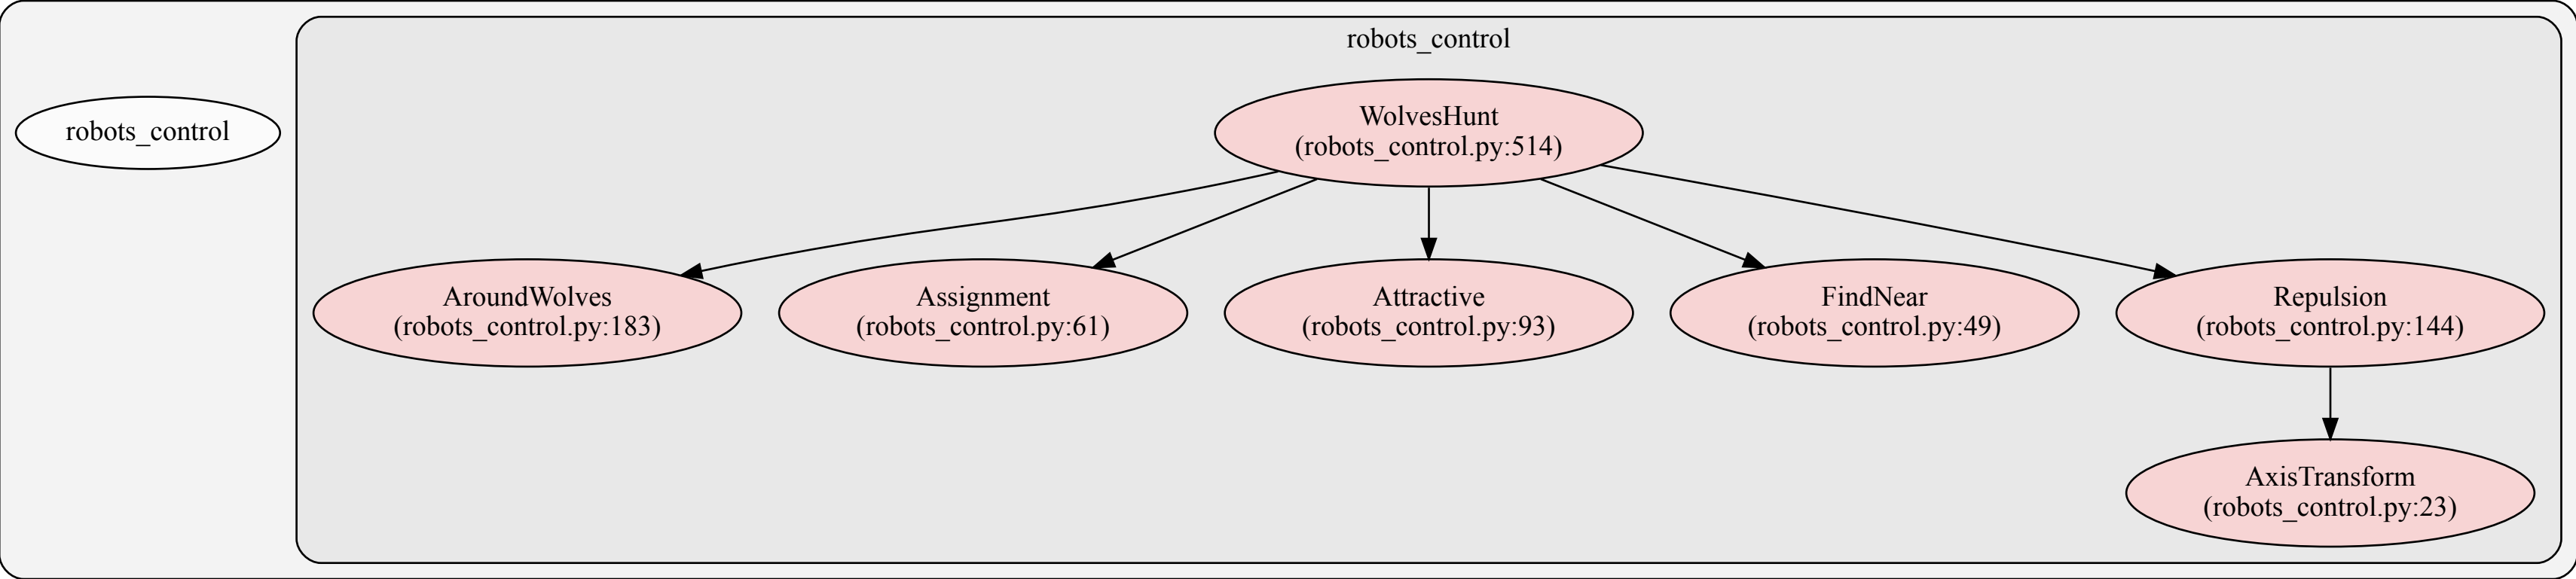 robots_control
robots_control
WolvesHunt
(robots_control.py:514)
AroundWolves
(robots_control.py:183)
Assignment
(robots_control.py:61)
Attractive
(robots_control.py:93)
FindNear
(robots_control.py:49)
Repulsion
(robots_control.py:144)
AxisTransform
(robots_control.py:23)